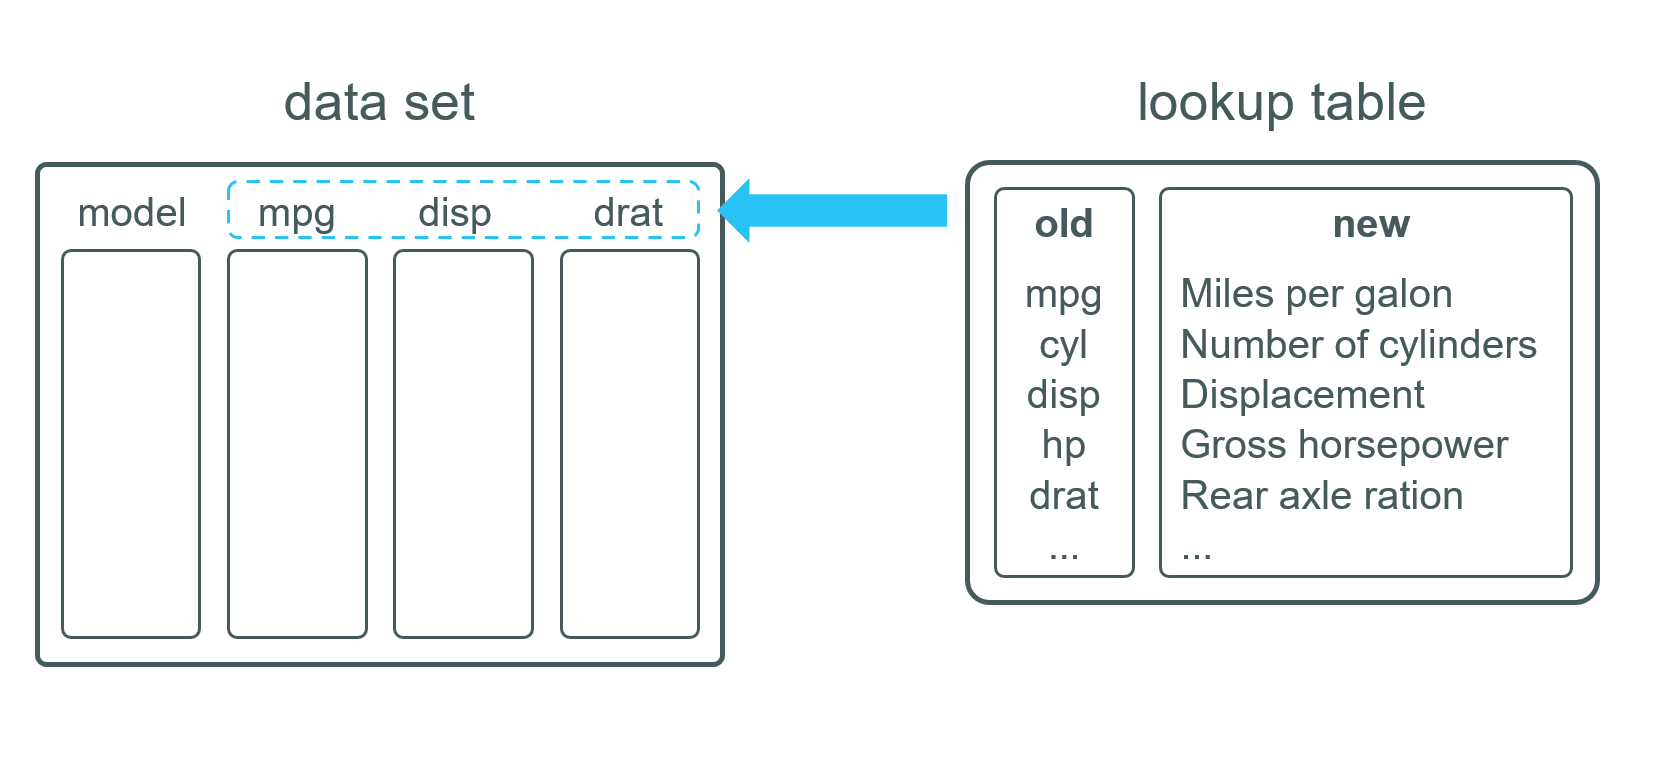 data set
model mpg disp drat
lookup table
old new
mpg Miles per galon
cyl Number of cylinders
disp Displacement
hp Gross horsepower
drat Rear axle ration
... ...